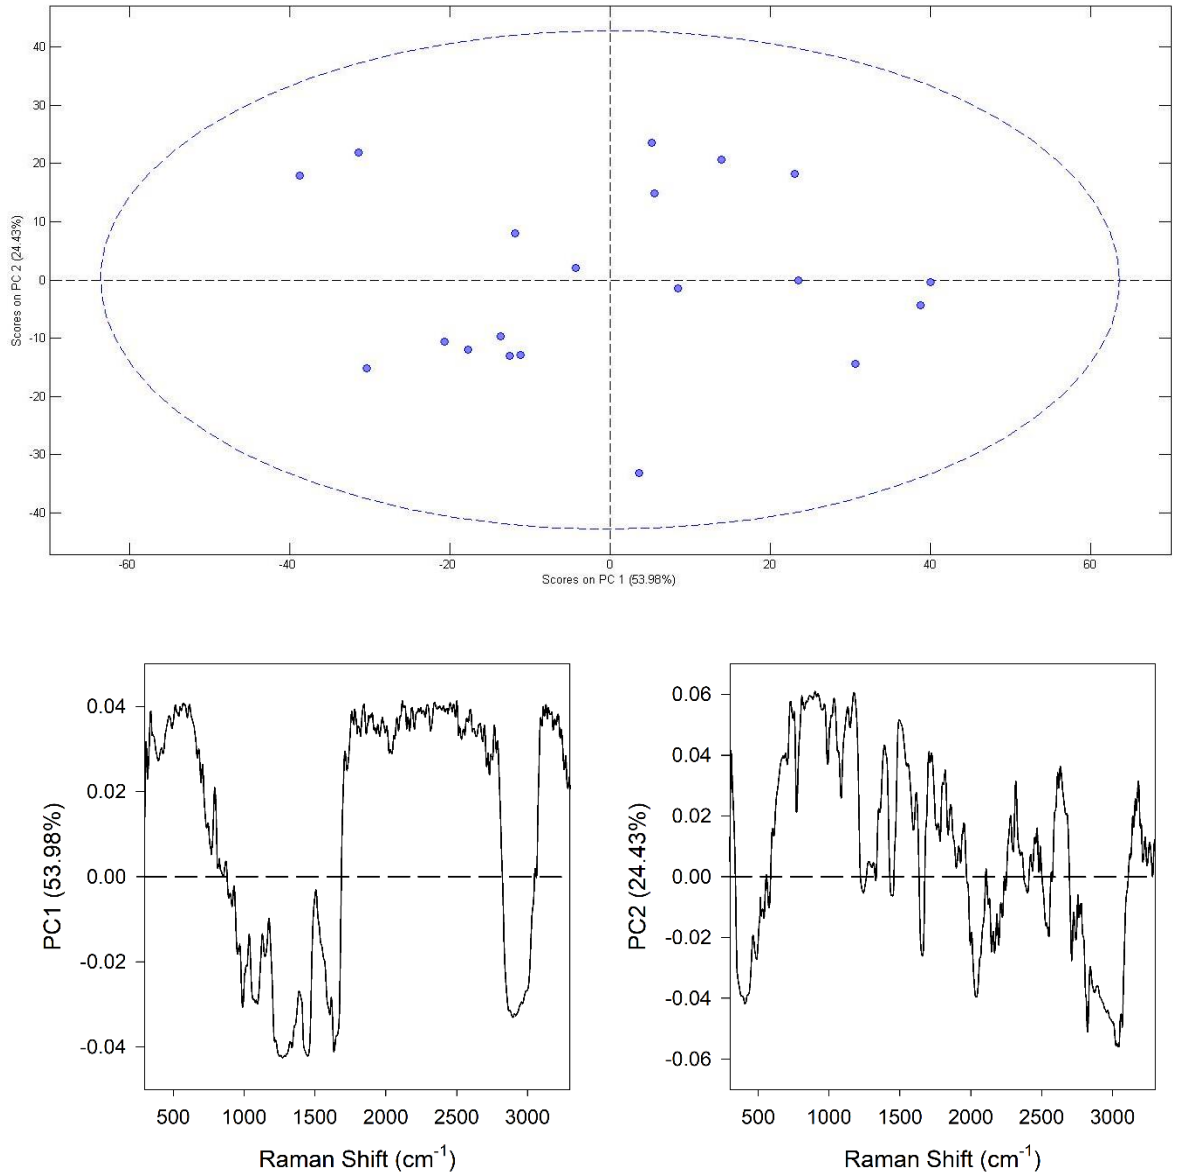 40
30
20
10
0
-10
-20
-30
-40
Scores on PC 2 (24.43%)
-60 -40 -20 0 20 40 60
Scores on PC 1 (53.98%)
0.04
0.02
0.00
-0.02
-0.04
PC1 (53.98%)
500 1000 1500 2000 2500 3000
Raman Shift (cm⁻¹)
0.06
0.04
0.02
0.00
-0.02
-0.04
-0.06
PC2 (24.43%)
500 1000 1500 2000 2500 3000
Raman Shift (cm⁻¹)